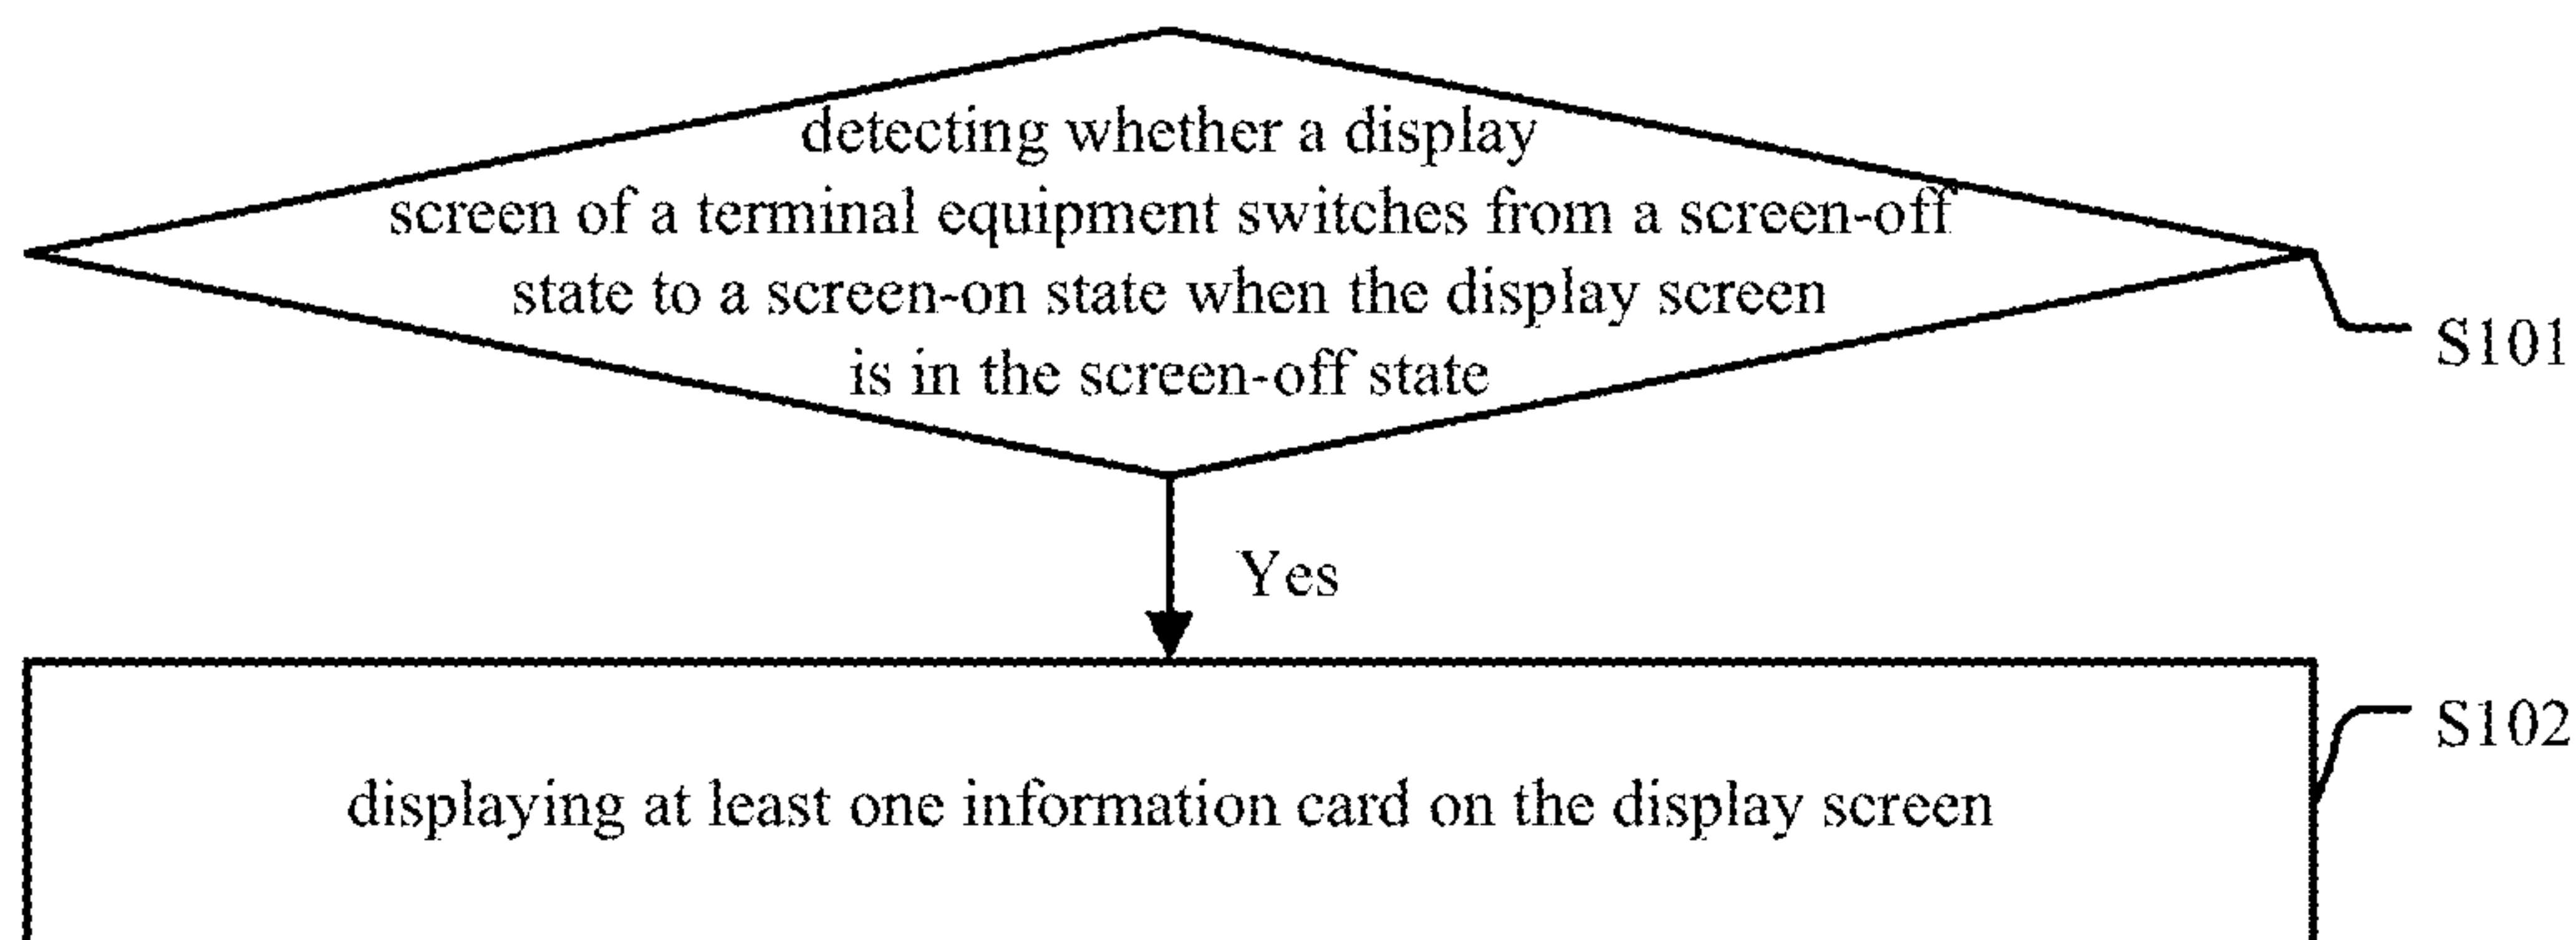 detecting whether a display
screen of a terminal equipment switches from a screen-off
state to a screen-on state when the display screen
is in the screen-off state
S101
Yes
S102
displaying at least one information card on the display screen